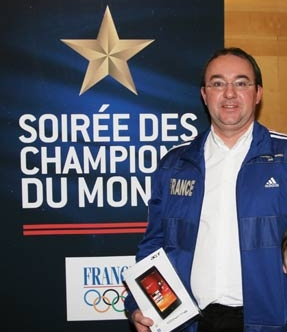 SOIRÉE DES
CHAMPION
DU MON
FRANCE
adidas
FRANC
acer